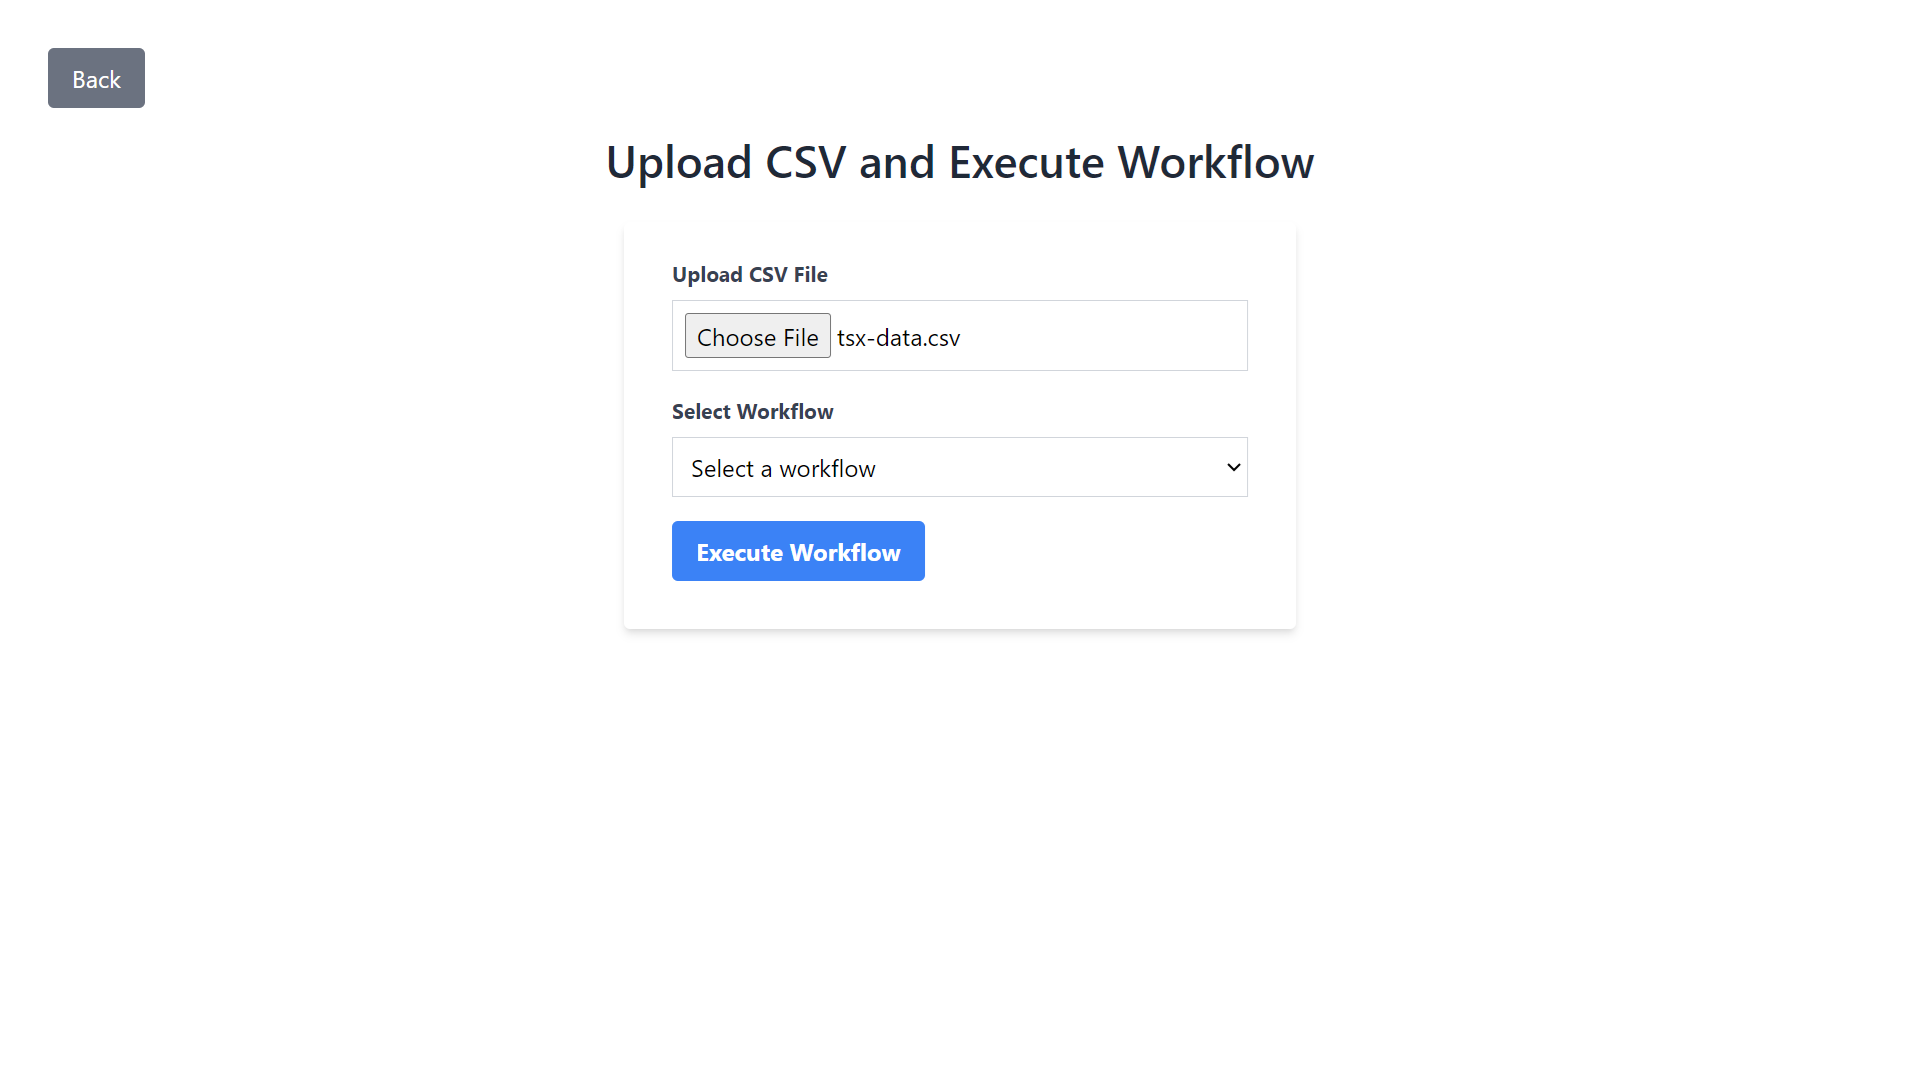 Back
Upload CSV and Execute Workflow
Upload CSV File
Choose File tsx-data.csv
Select Workflow
Select a workflow
Execute Workflow